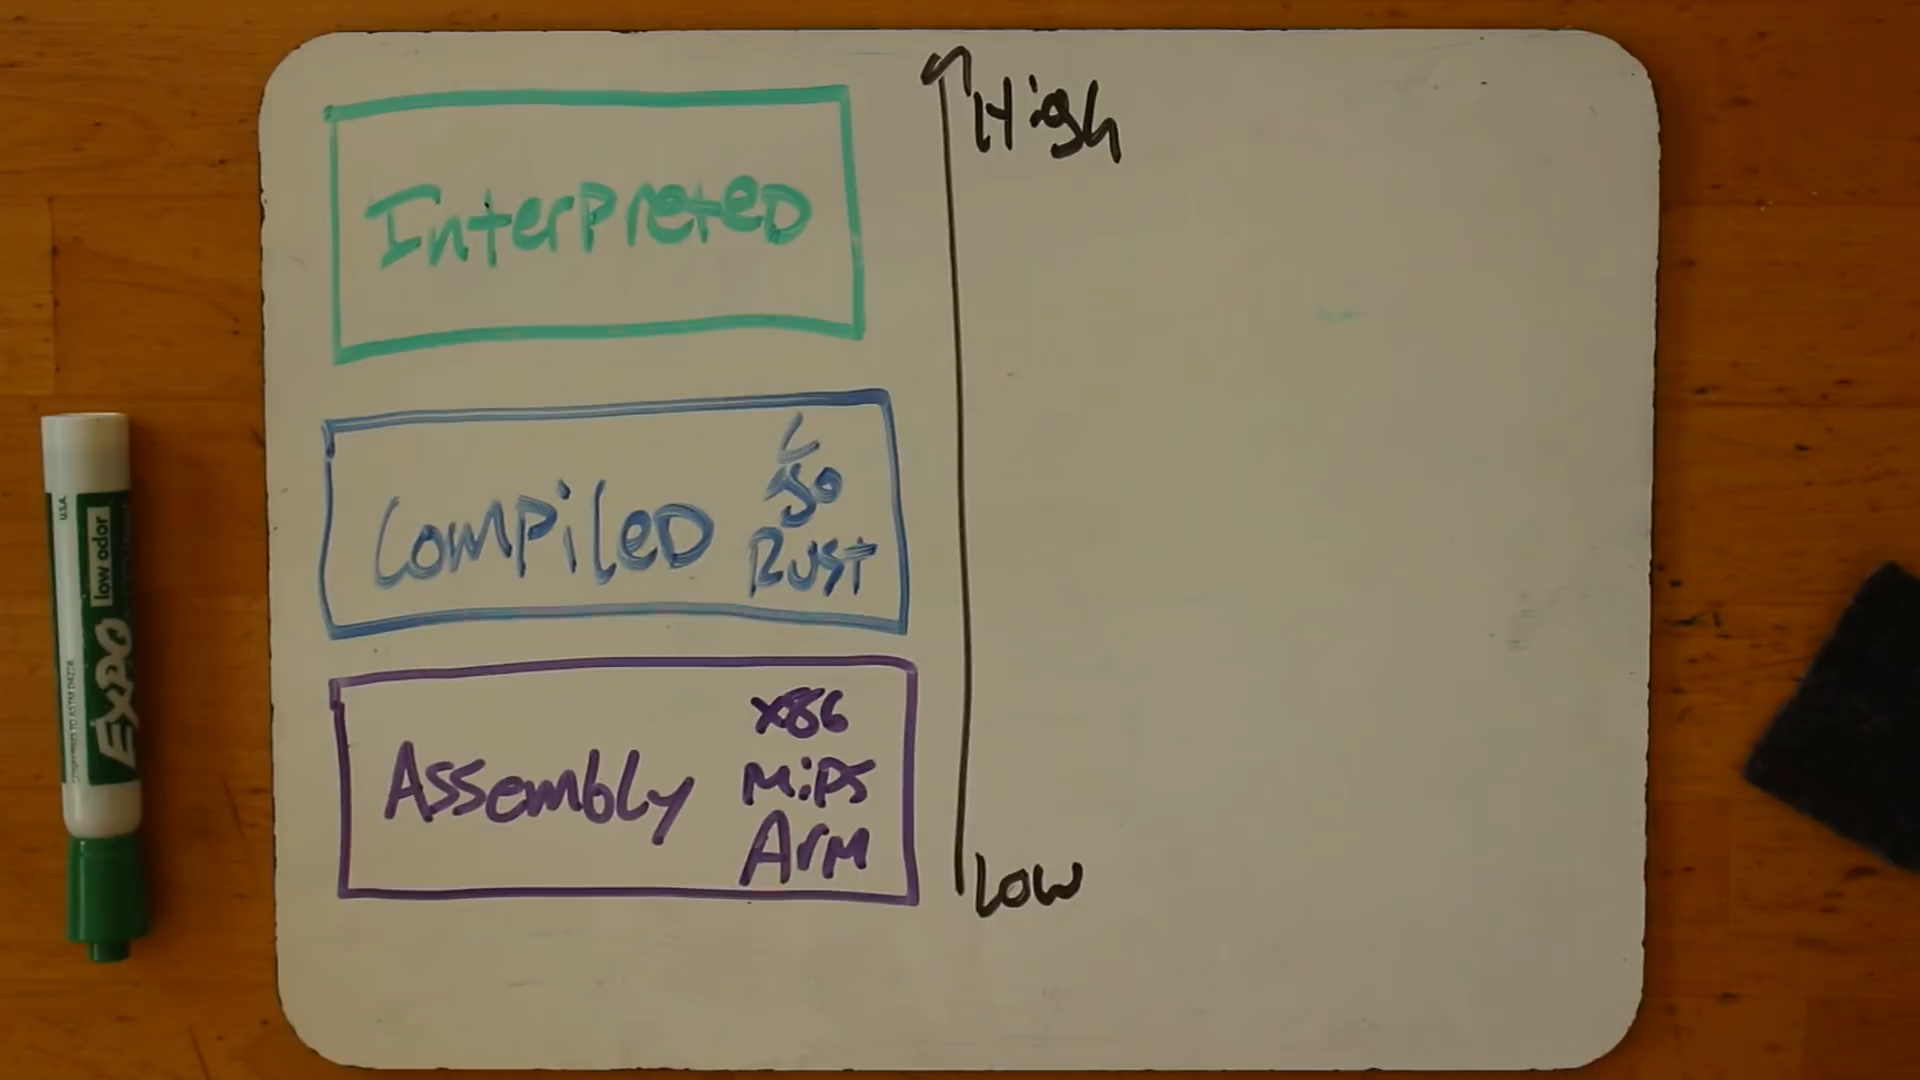 High
Interpreted
C
Go
Compiled
Rust
x86
Assembly
MiPS
Arm
Low
EXPO
low odor
U.S.A.